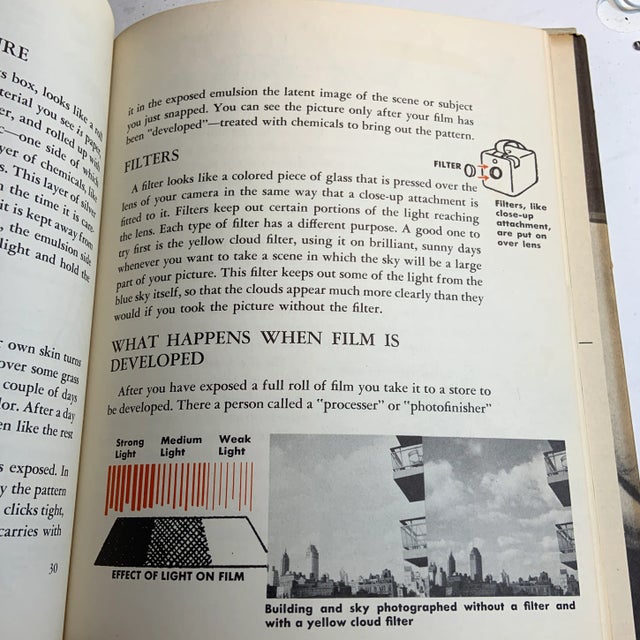 RE
s box, looks like a roll
terial you see is paper
er, and rolled up with
c—one side of which
yer of chemicals, like
s. This layer of silver
n the time it is
it is kept away from
, the emulsion side
light and hold the
r own skin turns
over some grass
couple of days
lor. After a day
en like the rest
s exposed. In
y the pattern
clicks tight,
carries with
30
it in the exposed emulsion the latent image of the scene or subject
you just snapped. You can see the picture only after your film has
been "developed"—treated with chemicals to bring out the pattern.
FILTERS
A filter looks like a colored piece of glass that is pressed over the
lens of your camera in the same way that a close-up attachment is
fitted to it. Filters keep out certain portions of the light reaching
the lens. Each type of filter has a different purpose. A good one to
try first is the yellow cloud filter, using it on brilliant, sunny days
whenever you want to take a scene in which the sky will be a large
part of your picture. This filter keeps out some of the light from the
blue sky itself, so that the clouds appear much more clearly than they
would if you took the picture without the filter.
FILTER
Filters, like
close-up
attachment,
are put on
over lens
WHAT HAPPENS WHEN FILM IS
DEVELOPED
After you have exposed a full roll of film you take it to a store to
be developed. There a person called a "processer" or "photofinisher"
Strong Light
Medium Light
Weak Light
EFFECT OF LIGHT ON FILM
Building and sky photographed without a filter and
with a yellow cloud filter